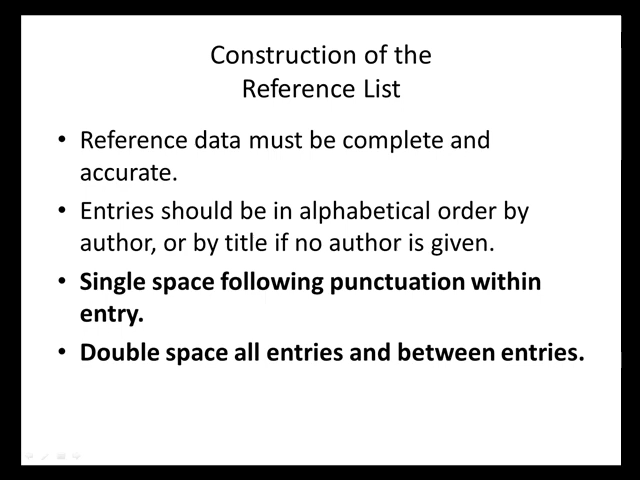 Construction of the
Reference List
• Reference data must be complete and
accurate.
• Entries should be in alphabetical order by
author, or by title if no author is given.
• Single space following punctuation within
entry.
• Double space all entries and between entries.